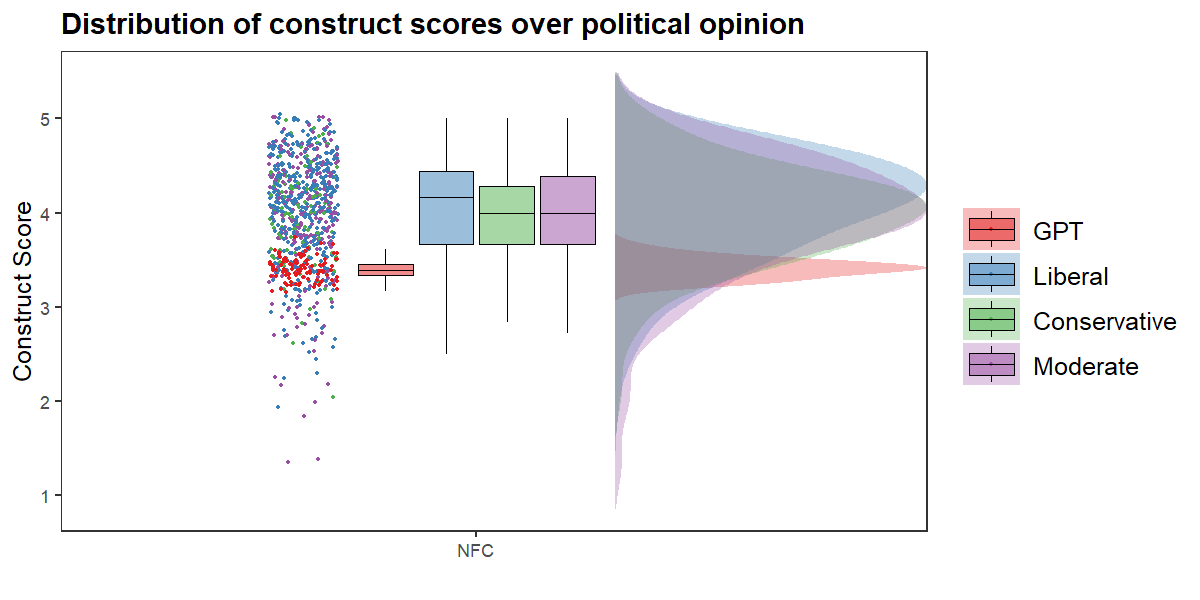 Distribution of construct scores over political opinion
Construct Score
5
4
3
2
1
NFC
GPT
Liberal
Conservative
Moderate